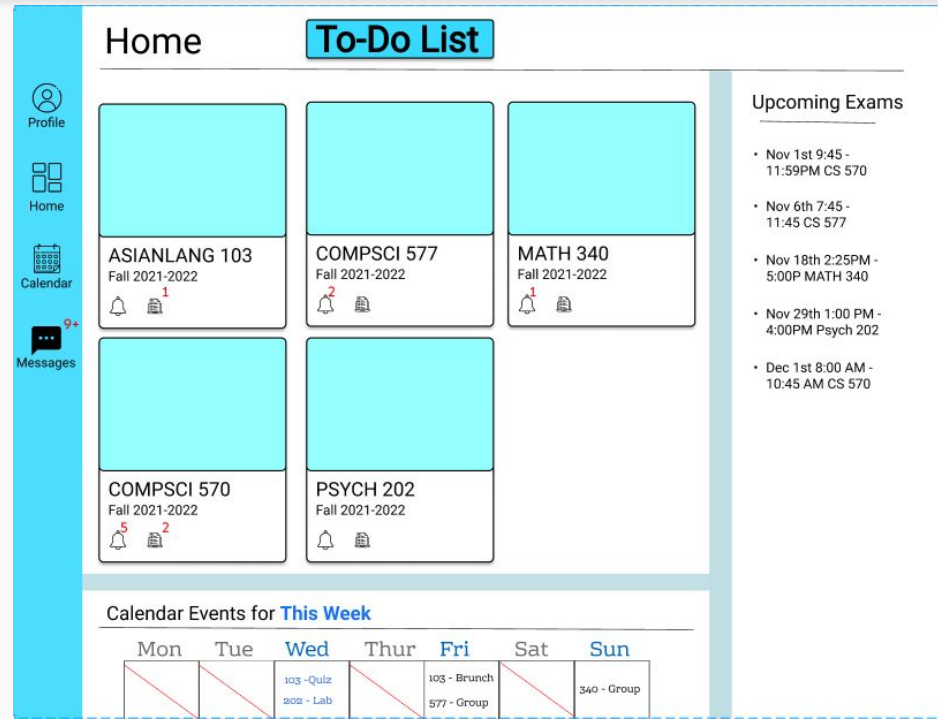 Home
To-Do List
Profile
Home
Calendar
9+
Messages
ASIANLANG 103
Fall 2021-2022
1
COMPSCI 577
Fall 2021-2022
2
MATH 340
Fall 2021-2022
1
COMPSCI 570
Fall 2021-2022
5 2
PSYCH 202
Fall 2021-2022
Upcoming Exams
• Nov 1st 9:45 -
11:59PM CS 570
• Nov 6th 7:45 -
11:45 CS 577
• Nov 18th 2:25PM -
5:00P MATH 340
• Nov 29th 1:00 PM -
4:00PM Psych 202
• Dec 1st 8:00 AM -
10:45 AM CS 570
Calendar Events for This Week
Mon Tue Wed Thur Fri Sat Sun
103 -Quiz
202 - Lab
103 - Brunch
577 - Group
340 - Group